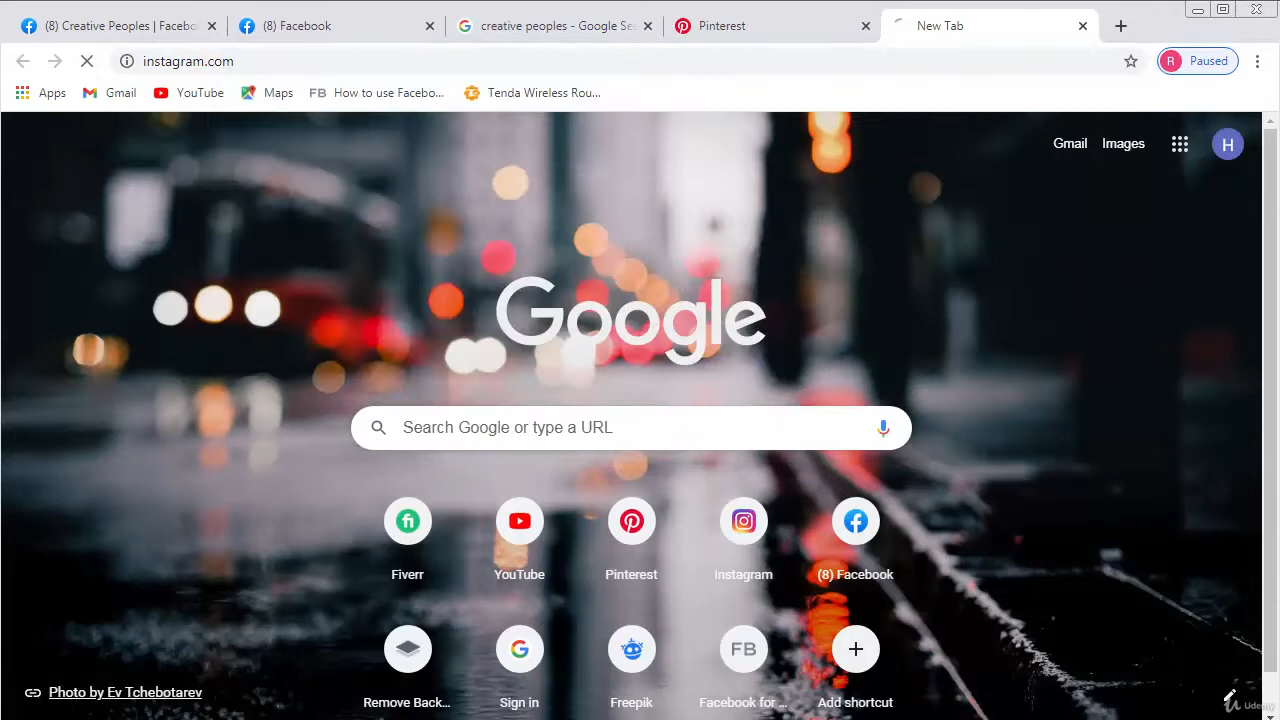 (8) Creative Peoples | Facebo
(8) Facebook
creative peoples - Google Se
Pinterest
New Tab
instagram.com
R
Paused
Apps
Gmail
YouTube
Maps
FB
How to use Facebo...
Tenda Wireless Rou...
Gmail
Images
H
Google
Search Google or type a URL
Fiverr
YouTube
Pinterest
Instagram
(8) Facebook
FB
Remove Back...
Sign in
Freepik
Facebook for ...
Add shortcut
Photo by Ev Tchebotarev
Udemy